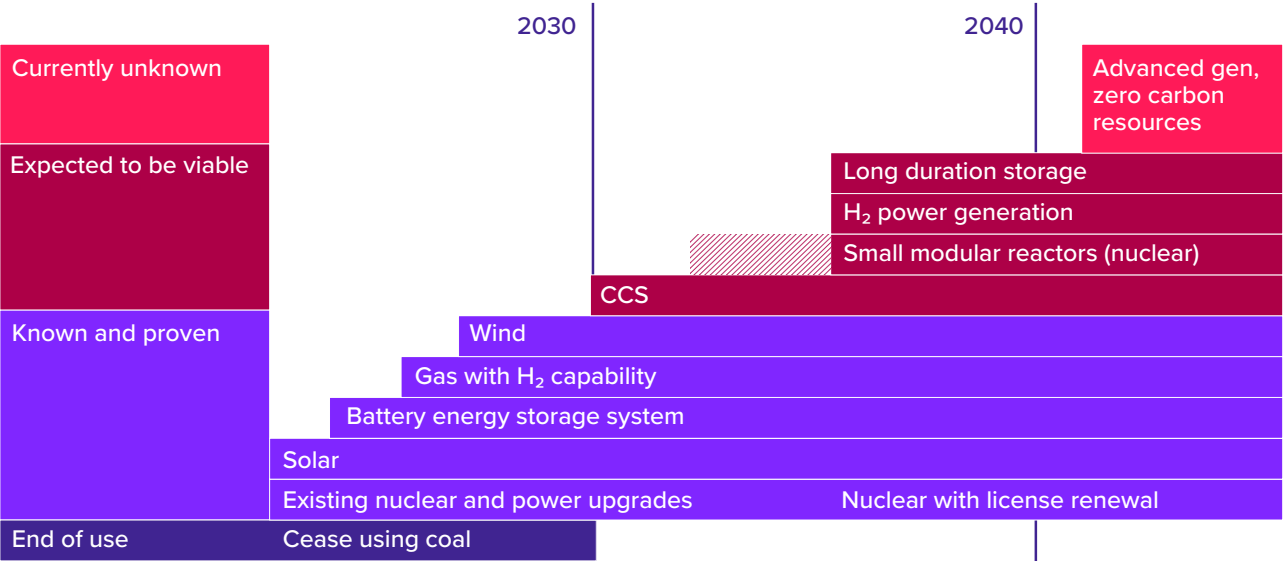 2030
2040
Currently unknown
Advanced gen,
zero carbon
resources
Expected to be viable
Long duration storage
H₂ power generation
Small modular reactors (nuclear)
CCS
Known and proven
Wind
Gas with H₂ capability
Battery energy storage system
Solar
Existing nuclear and power upgrades
Nuclear with license renewal
End of use
Cease using coal